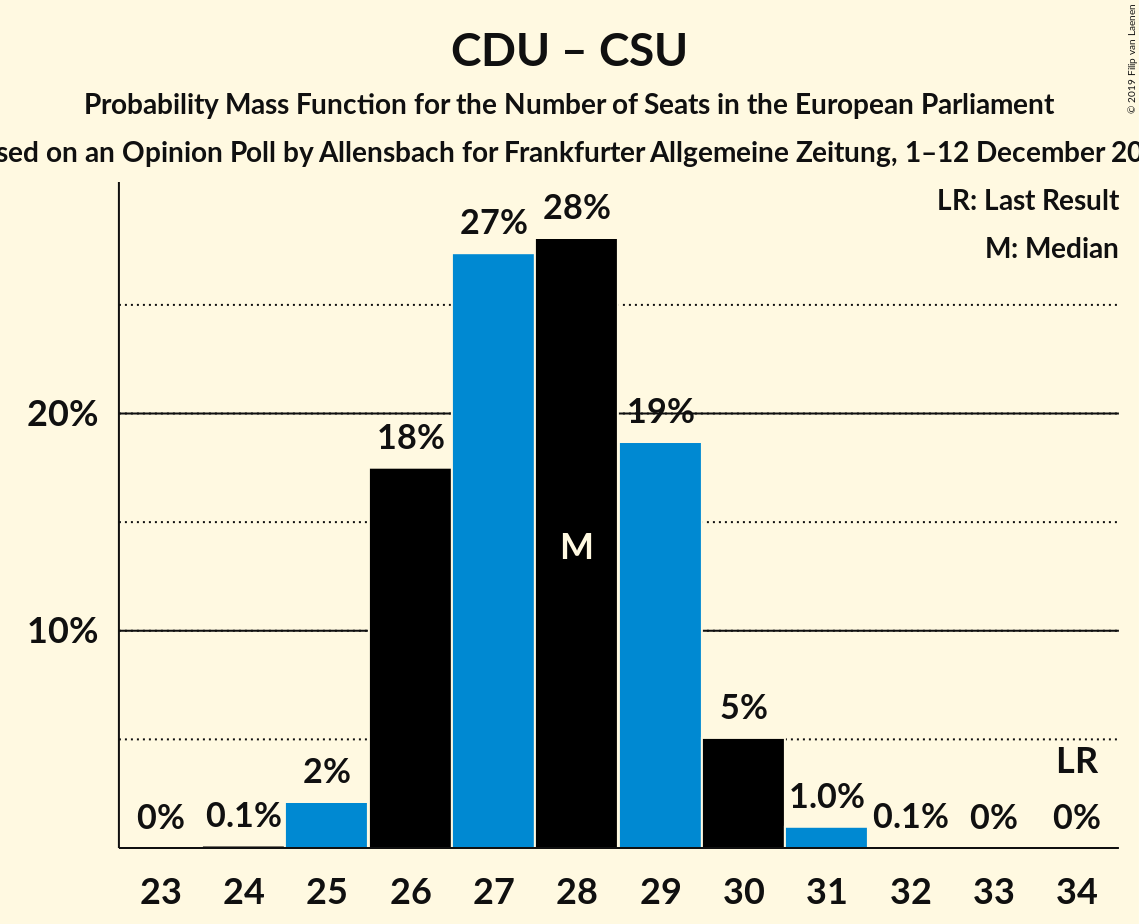 CDU – CSU
Probability Mass Function for the Number of Seats in the European Parliament
sed on an Opinion Poll by Allensbach for Frankfurter Allgemeine Zeitung, 1–12 December 20
© 2019 Filip van Laenen
LR: Last Result
M: Median
27% 28%
20% 18% 19%
M
10%
5%
LR
0% 0.1% 2% 1.0% 0.1% 0% 0%
23 24 25 26 27 28 29 30 31 32 33 34